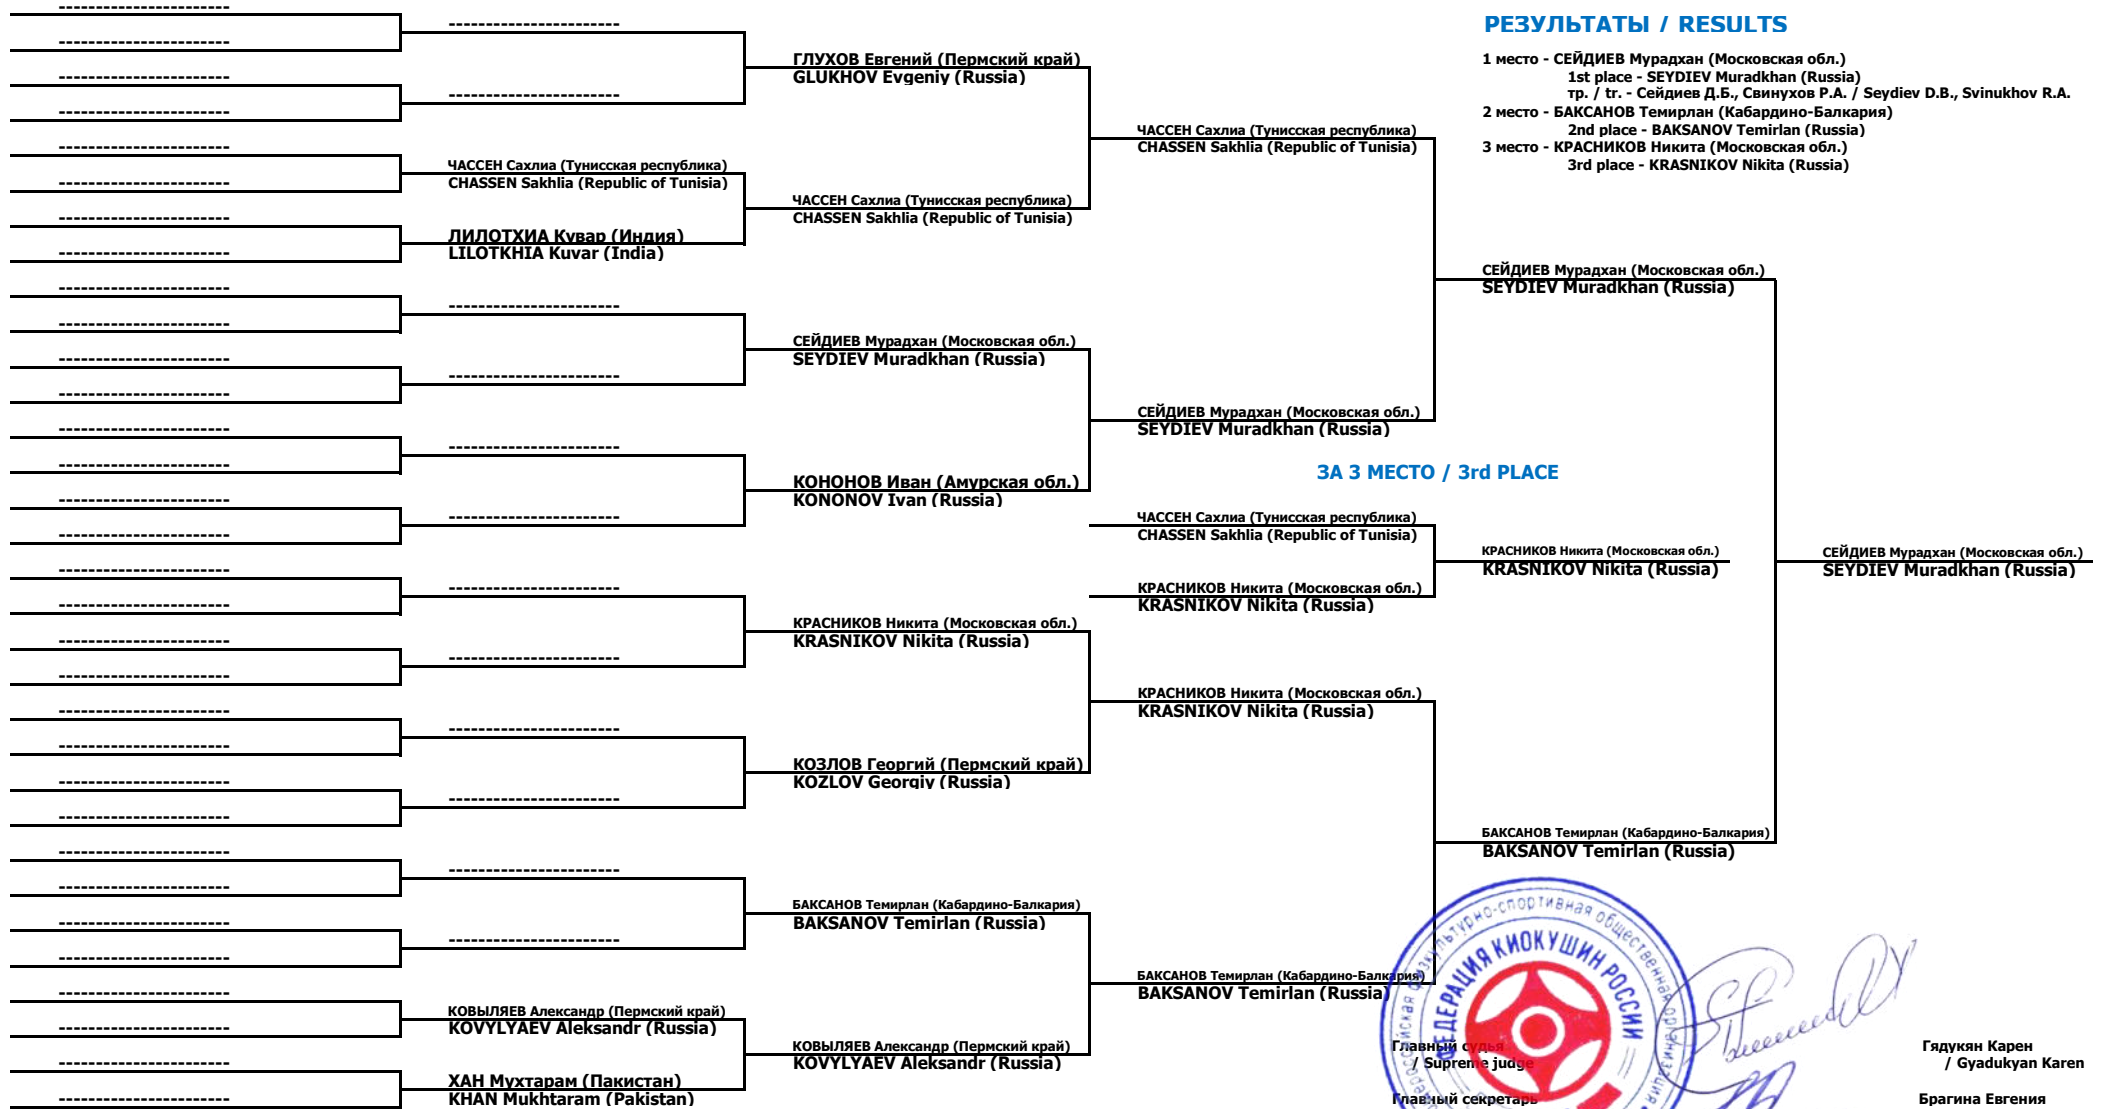 РЕЗУЛЬТАТЫ / RESULTS
1 место - СЕЙДИЕВ Мурадхан (Московская обл.)
1st place - SEYDIEV Muradkhan (Russia)
тр. / tr. - Сейдиев Д.Б., Свинухов Р.А. / Seydiev D.B., Svinukhov R.A.
2 место - БАКСАНОВ Темирлан (Кабардино-Балкария)
2nd place - BAKSANOV Temirlan (Russia)
3 место - КРАСНИКОВ Никита (Московская обл.)
3rd place - KRASNIKOV Nikita (Russia)
ЧАССЕН Сахлиа (Тунисская республика)
CHASSEN Sakhlia (Republic of Tunisia)
ЛИЛОТХИА Кувар (Индия)
LILOTKHIA Kuvar (India)
КОВЫЛЯЕВ Александр (Пермский край)
KOVYLYAEV Aleksandr (Russia)
ХАН Мухтарам (Пакистан)
KHAN Mukhtaram (Pakistan)
ГЛУХОВ Евгений (Пермский край)
GLUKHOV Evgeniy (Russia)
ЧАССЕН Сахлиа (Тунисская республика)
CHASSEN Sakhlia (Republic of Tunisia)
СЕЙДИЕВ Мурадхан (Московская обл.)
SEYDIEV Muradkhan (Russia)
КОНОНОВ Иван (Амурская обл.)
KONONOV Ivan (Russia)
КРАСНИКОВ Никита (Московская обл.)
KRASNIKOV Nikita (Russia)
КОЗЛОВ Георгий (Пермский край)
KOZLOV Georgiy (Russia)
БАКСАНОВ Темирлан (Кабардино-Балкария)
BAKSANOV Temirlan (Russia)
КОВЫЛЯЕВ Александр (Пермский край)
KOVYLYAEV Aleksandr (Russia)
ЧАССЕН Сахлиа (Тунисская республика)
CHASSEN Sakhlia (Republic of Tunisia)
СЕЙДИЕВ Мурадхан (Московская обл.)
SEYDIEV Muradkhan (Russia)
ЗА 3 МЕСТО / 3rd PLACE
ЧАССЕН Сахлиа (Тунисская республика)
CHASSEN Sakhlia (Republic of Tunisia)
КРАСНИКОВ Никита (Московская обл.)
KRASNIKOV Nikita (Russia)
КРАСНИКОВ Никита (Московская обл.)
KRASNIKOV Nikita (Russia)
КРАСНИКОВ Никита (Московская обл.)
KRASNIKOV Nikita (Russia)
БАКСАНОВ Темирлан (Кабардино-Балкария)
BAKSANOV Temirlan (Russia)
СЕЙДИЕВ Мурадхан (Московская обл.)
SEYDIEV Muradkhan (Russia)
БАКСАНОВ Темирлан (Кабардино-Балкария)
BAKSANOV Temirlan (Russia)
СЕЙДИЕВ Мурадхан (Московская обл.)
SEYDIEV Muradkhan (Russia)
физкультурно-спортивная общественная организация
ФЕДЕРАЦИЯ КИОКУШИН РОССИИ
Главный судья
/ Supreme judge
Гядукян Карен
/ Gyadukyan Karen
Главный секретарь
Брагина Евгения